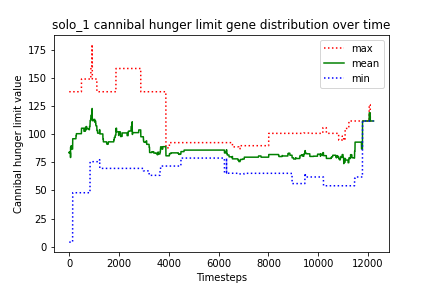 solo_1 cannibal hunger limit gene distribution over time
max
mean
min
Cannibal hunger limit value
175
150
125
100
75
50
25
0
0 2000 4000 6000 8000 10000 12000
Timesteps